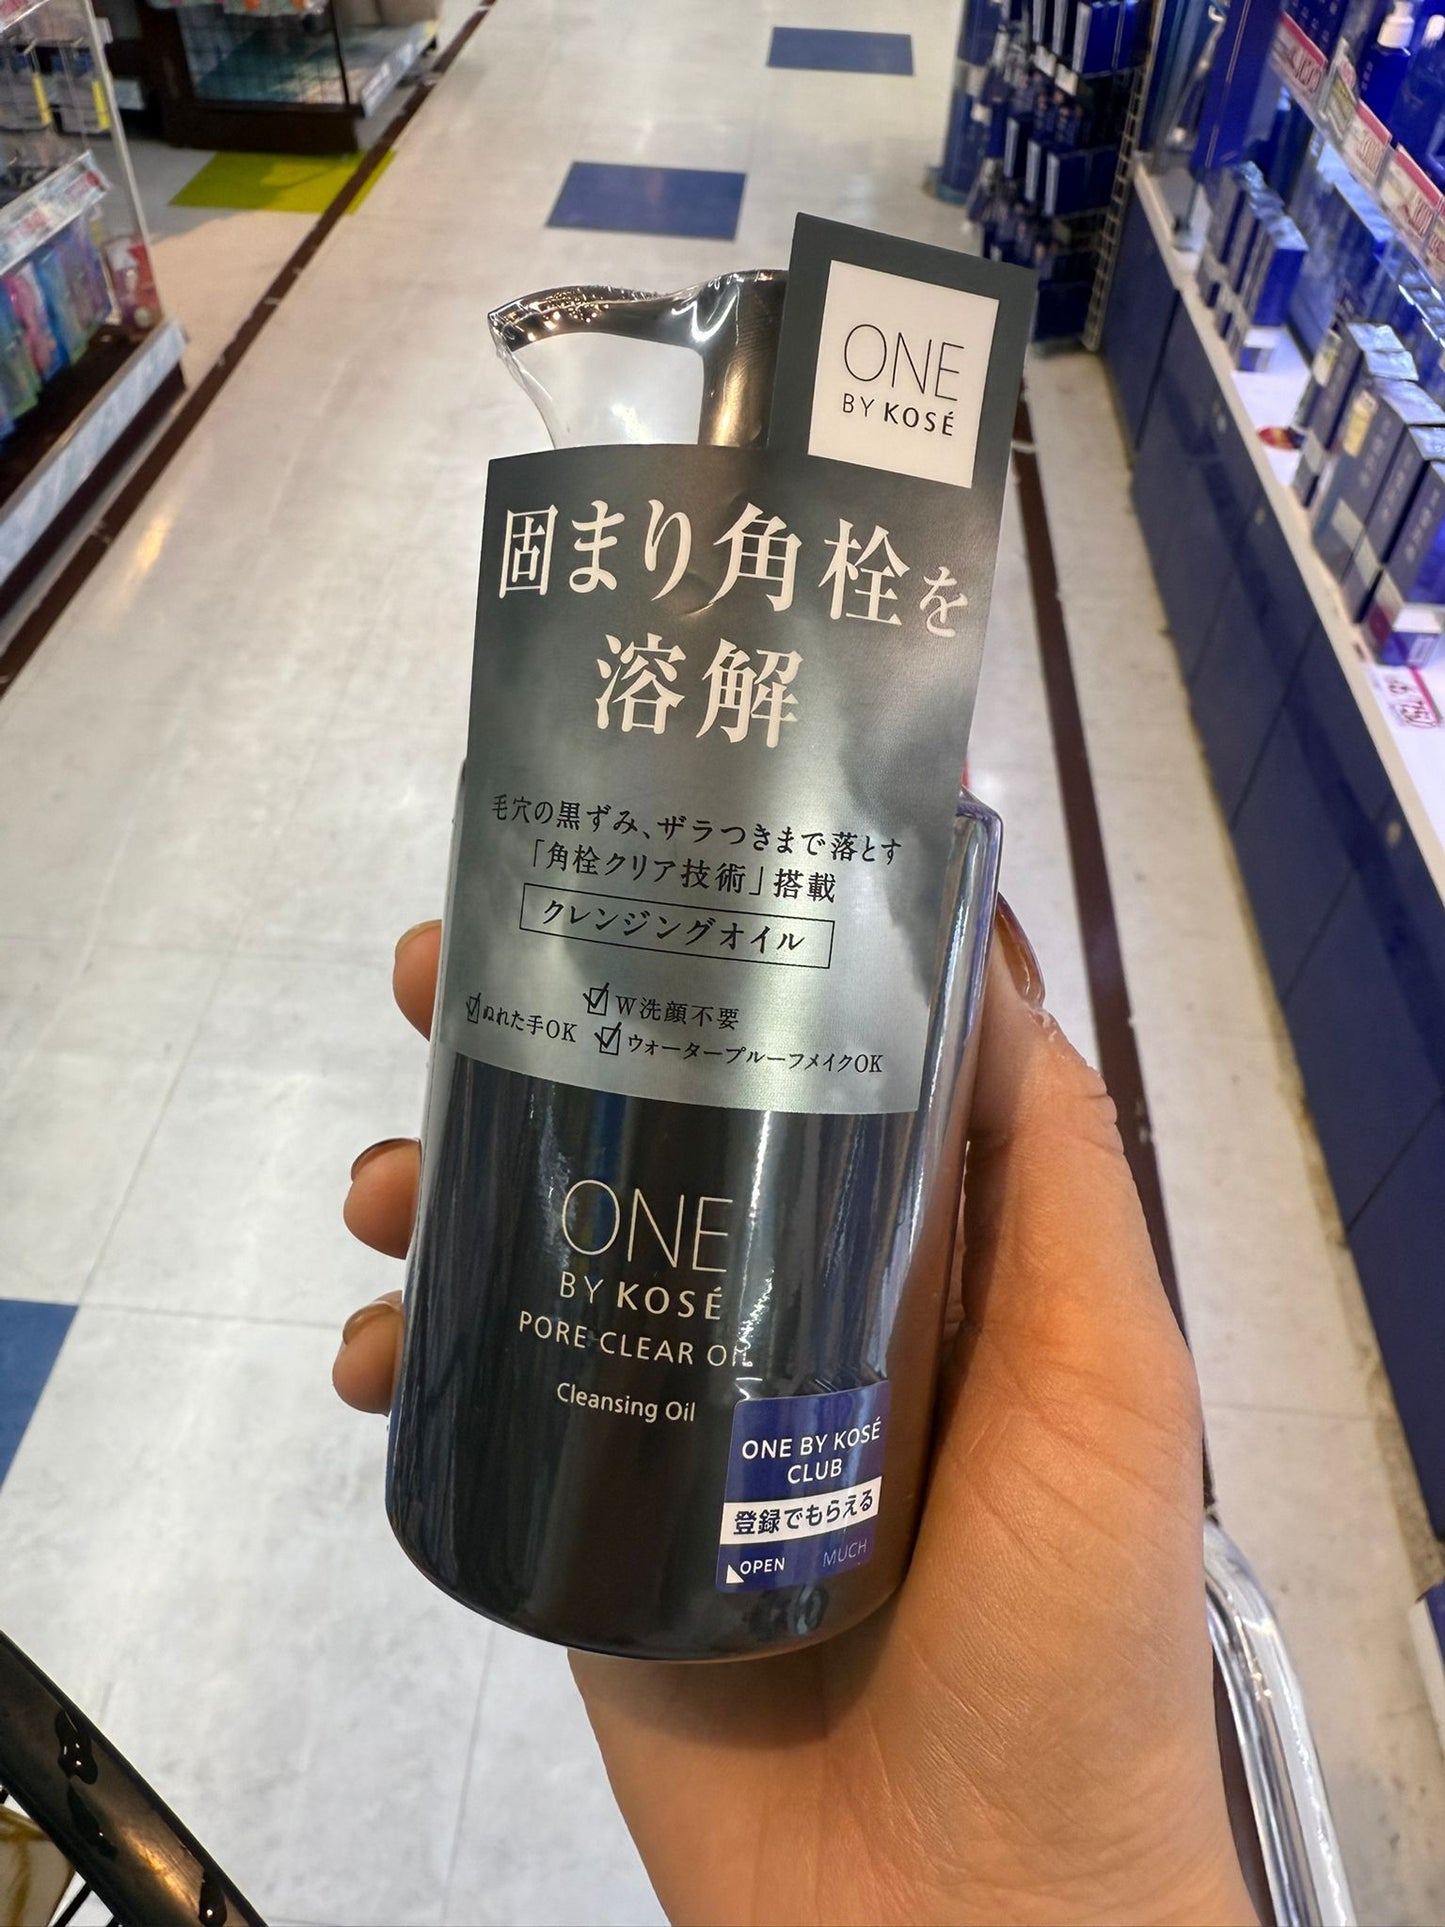 ONE
BY KOSÉ
固まり角栓を
溶解
毛穴の黒ずみ、ザラつきまで落とす
「角栓クリア技術」搭載
クレンジングオイル
W洗顔不要
ぬれた手OK
ウォータープルーフメイクOK
ONE
BY KOSÉ
PORE CLEAR OIL
Cleansing Oil
ONE BY KOSÉ
CLUB
登録でもらえる
OPEN MUCH